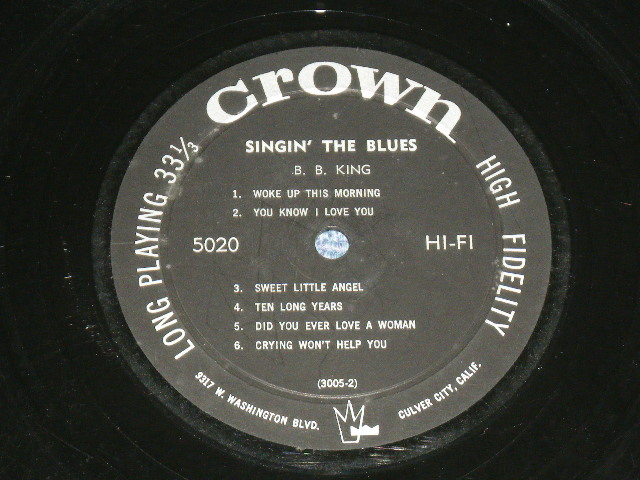 crown
SINGIN' THE BLUES
B. B. KING
1. WOKE UP THIS MORNING
2. YOU KNOW I LOVE YOU
5020
HI-FI
3. SWEET LITTLE ANGEL
4. TEN LONG YEARS
5. DID YOU EVER LOVE A WOMAN
6. CRYING WON'T HELP YOU
(3005-2)
LONG PLAYING 33⅓
HIGH FIDELITY
9317 W. WASHINGTON BLVD.
CULVER CITY, CALIF.